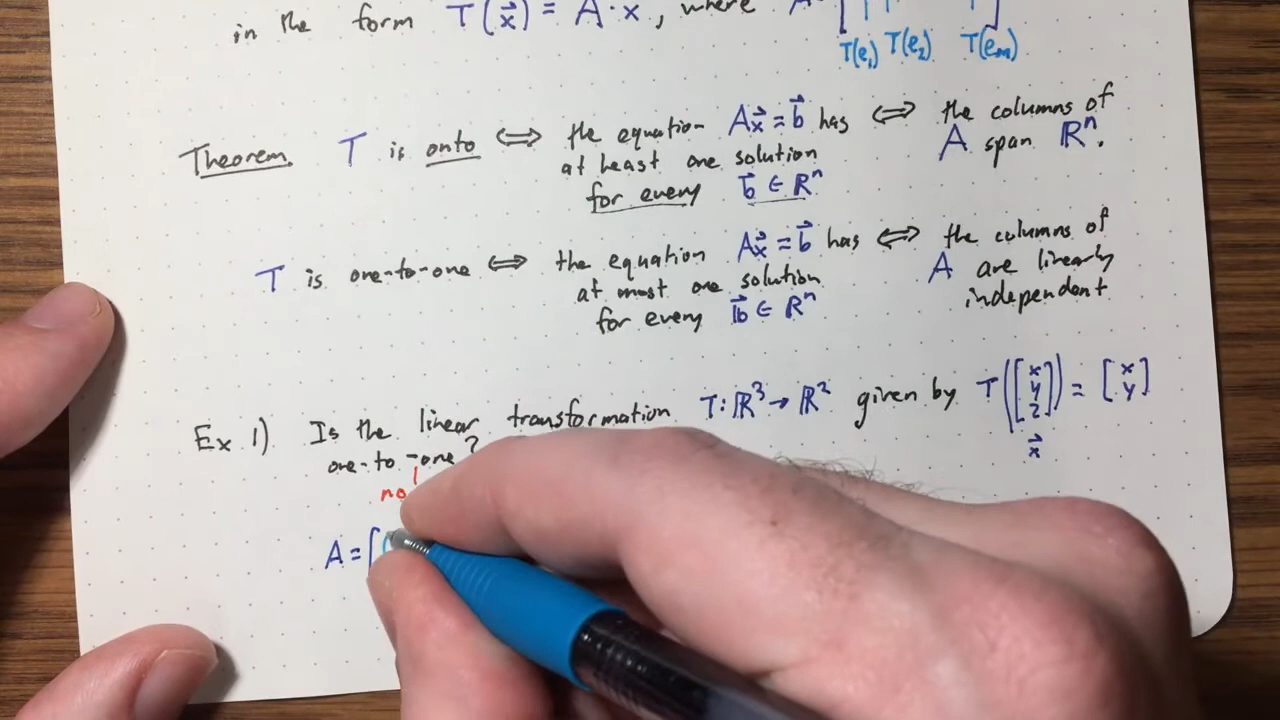 in the form T(x⃗) = A·x, where A=
T(e₁) T(e₂) T(eₘ)
Theorem. T is onto ⟺ the equation Ax⃗ = b⃗ has ⟺ the columns of
at least one solution A span ℝⁿ.
for every b⃗ ∈ ℝⁿ
T is one-to-one ⟺ the equation Ax⃗ = b⃗ has ⟺ the columns of
at most one solution A are linearly
for every b⃗ ∈ ℝⁿ independent
Ex 1) Is the linear transformation T: ℝ³ → ℝ² given by T([x y z]) = [x y]
one-to-one? x⃗
no
A = [